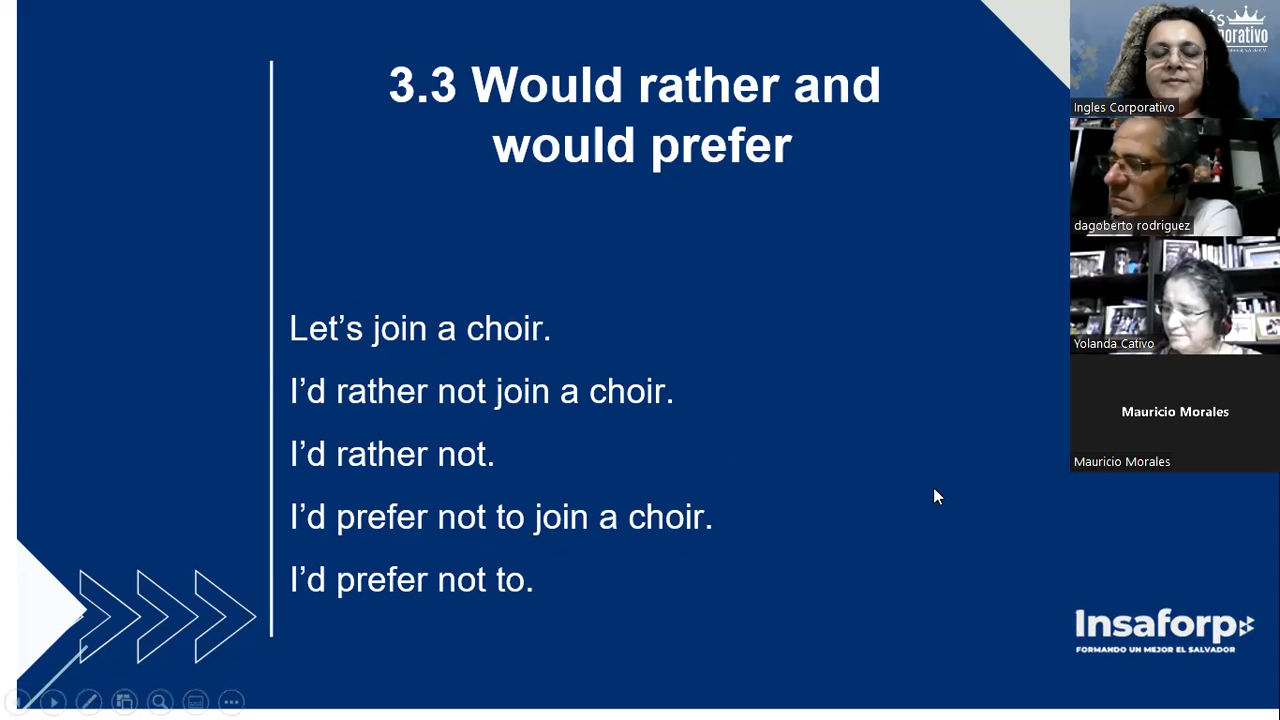 3.3 Would rather and
would prefer
Let's join a choir.
I'd rather not join a choir.
I'd rather not.
I'd prefer not to join a choir.
I'd prefer not to.
Insaforp
FORMANDO UN MEJOR EL SALVADOR
Ingles Corporativo
dagoberto rodriguez
Yolanda Cativo
Mauricio Morales
Mauricio Morales